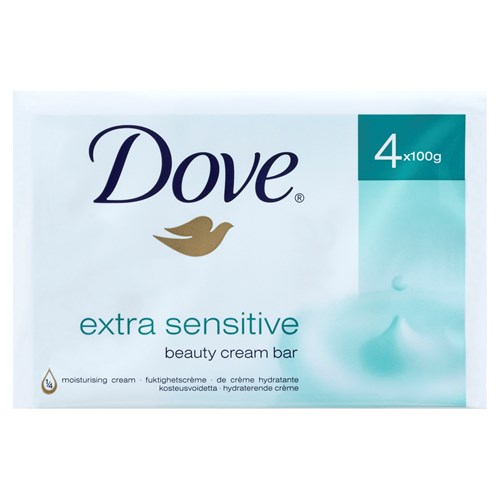 Dove®
4x100g
extra sensitive
beauty cream bar
1/4
moisturising cream · fuktighetscrème · de crème hydratante
kosteusvoidetta · hydraterende crème